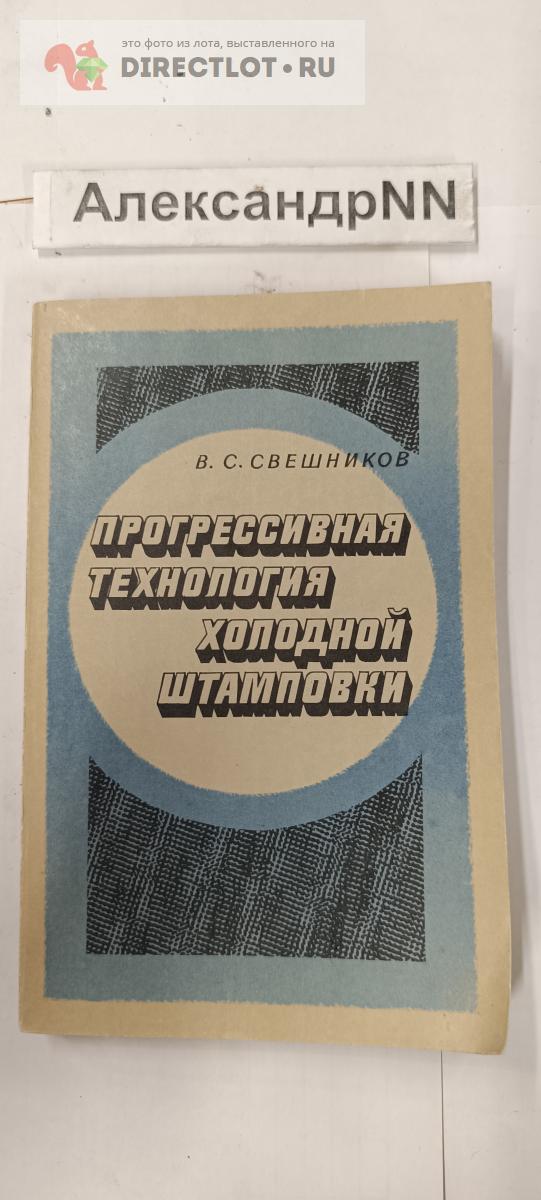 это фото из лота, выставленного на
DIRECTLOT•RU
АлександрNN
В. С. СВЕШНИКОВ
ПРОГРЕССИВНАЯ
ТЕХНОЛОГИЯ
ХОЛОДНОЙ
ШТАМПОВКИ